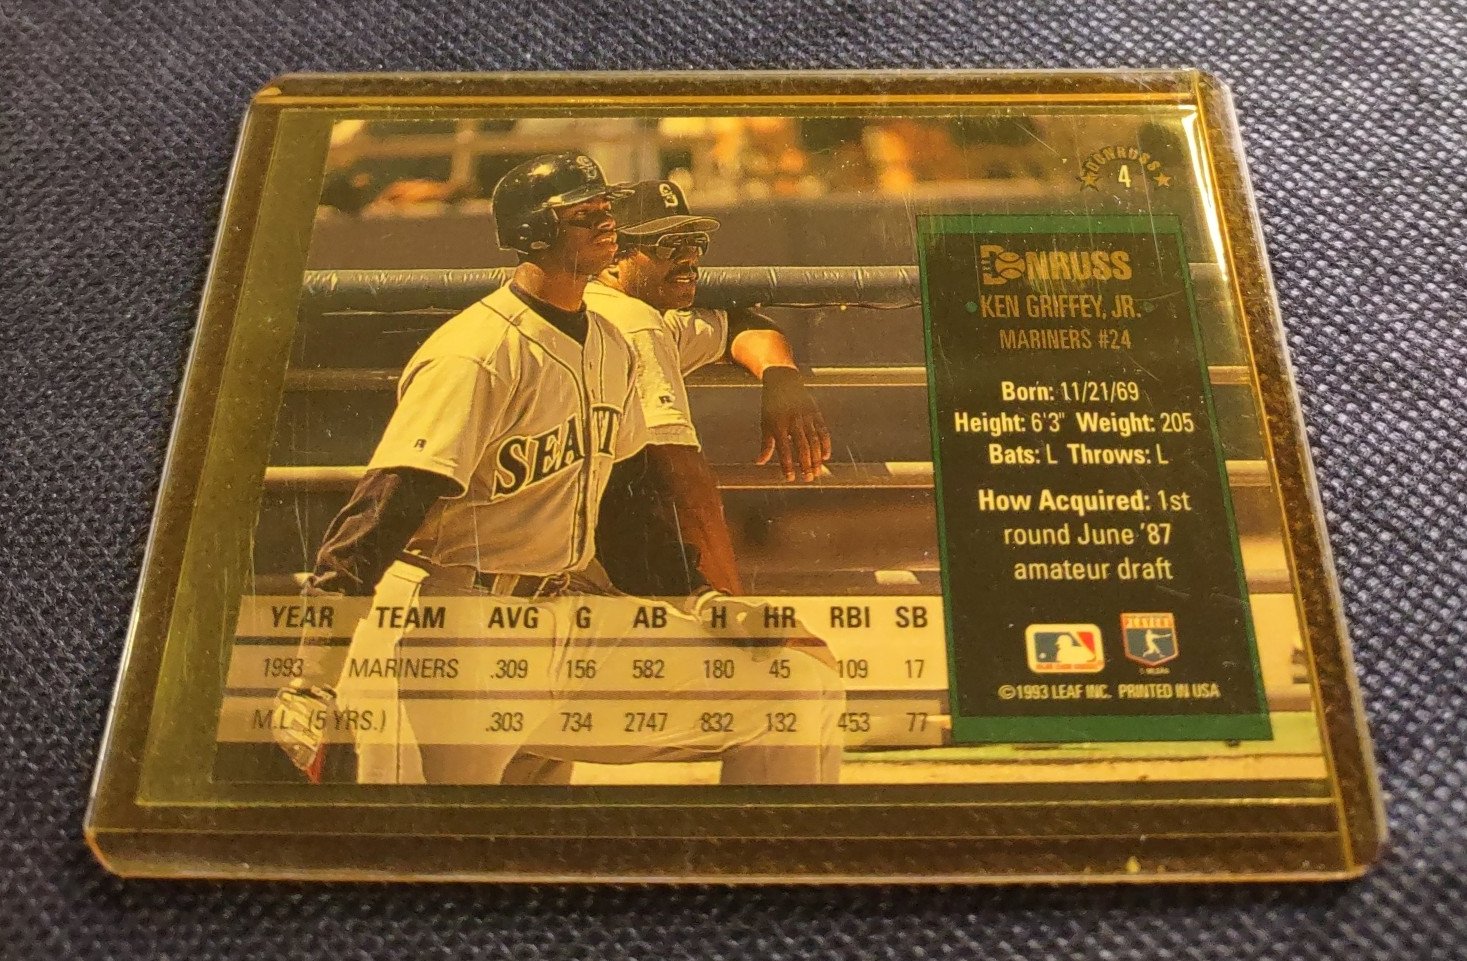 DONRUSS
4
DONRUSS
KEN GRIFFEY, JR.
MARINERS #24
Born: 11/21/69
Height: 6'3" Weight: 205
Bats: L Throws: L
How Acquired: 1st
round June '87
amateur draft
PLAYERS
©1993 LEAF INC. PRINTED IN USA
SEATT
YEAR TEAM AVG G AB H HR RBI SB
1993 MARINERS .309 156 582 180 45 109 17
M.L. (5 YRS.) .303 734 2747 832 132 453 77